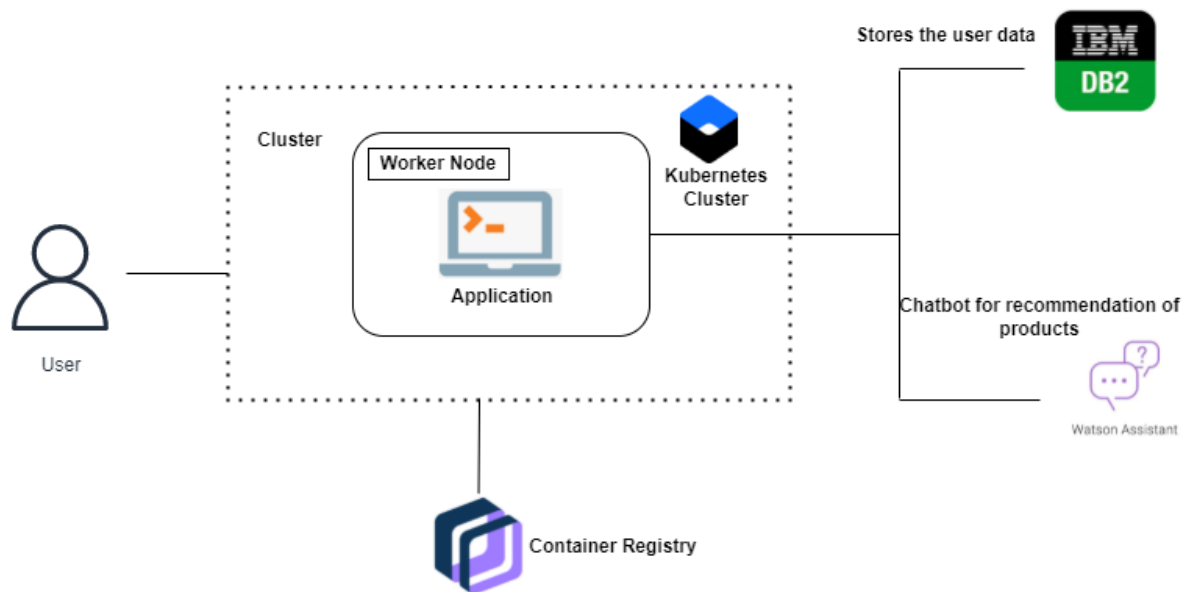 Stores the user data
IBM
DB2
Cluster
Worker Node
Kubernetes
Cluster
Application
User
Chatbot for recommendation of
products
Watson Assistant
Container Registry